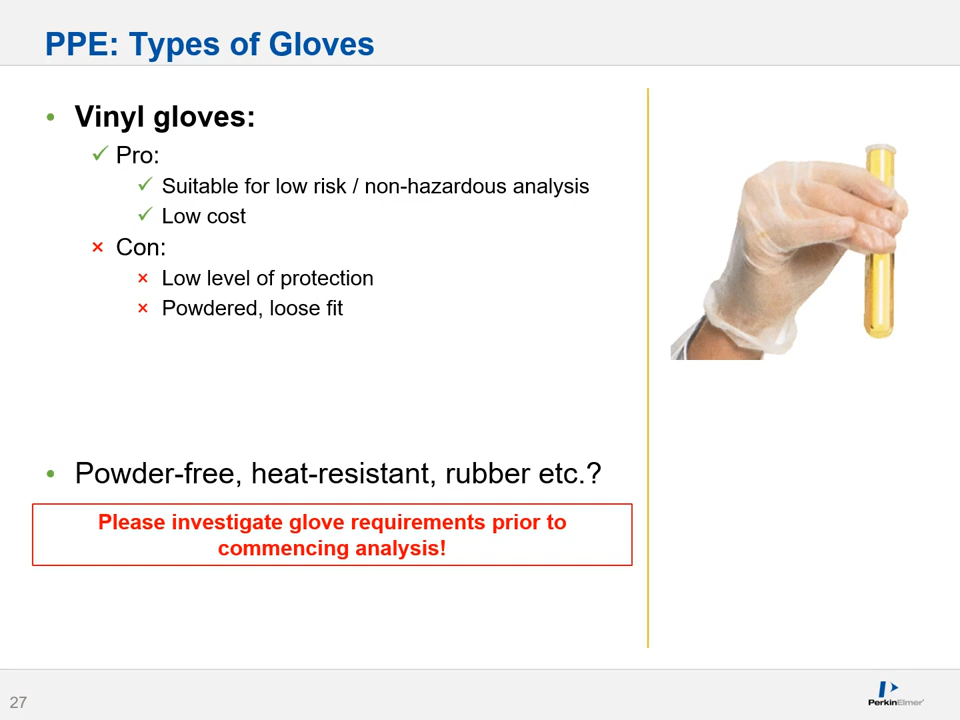 PPE: Types of Gloves
• Vinyl gloves:
✓ Pro:
✓ Suitable for low risk / non-hazardous analysis
✓ Low cost
× Con:
× Low level of protection
× Powdered, loose fit
• Powder-free, heat-resistant, rubber etc.?
Please investigate glove requirements prior to
commencing analysis!
27
PerkinElmer